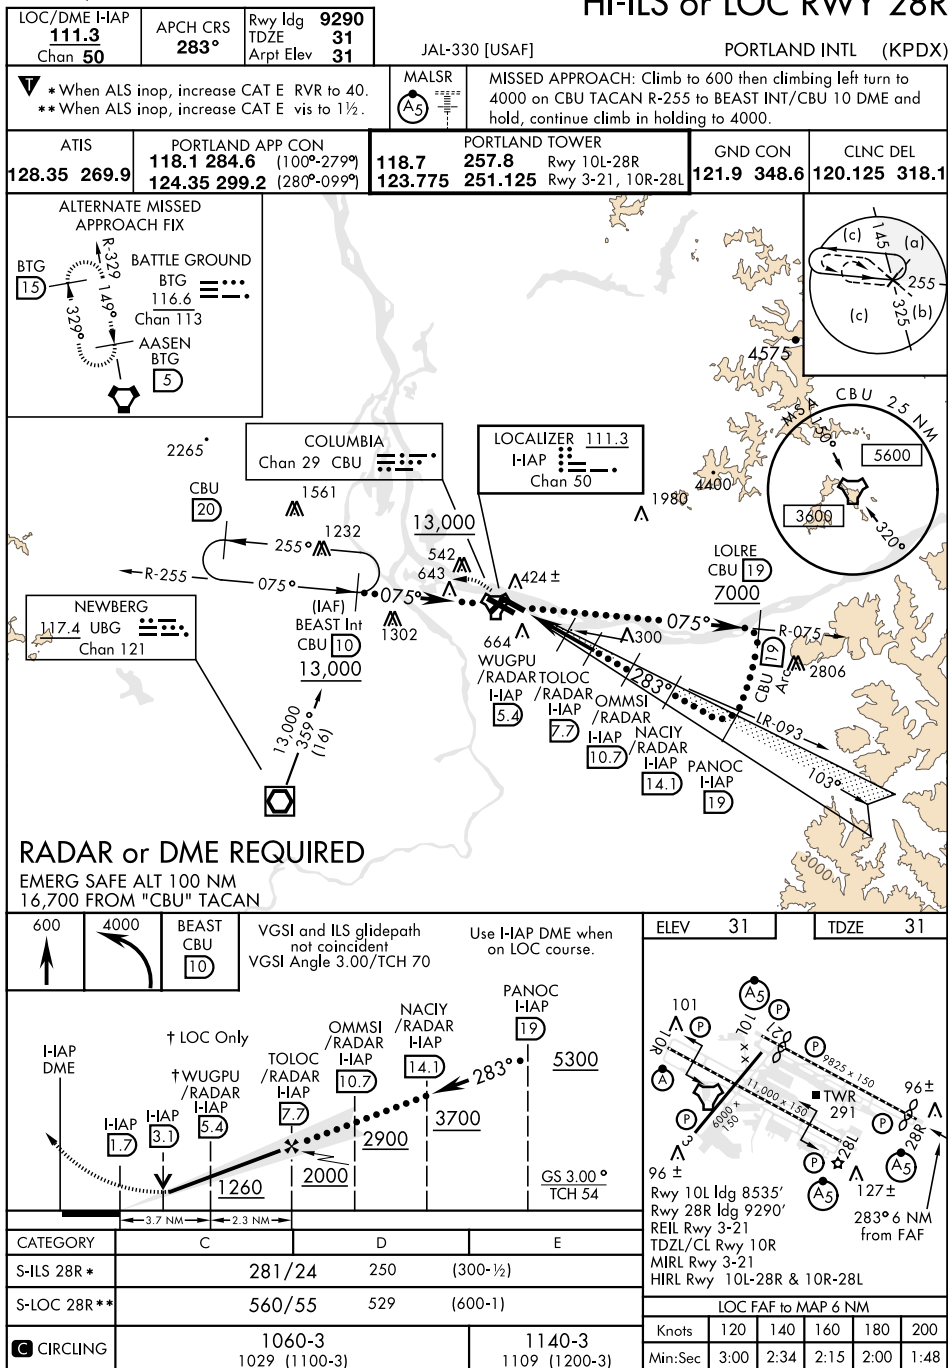 HI-ILS or LOC RWY 28R
LOC/DME I-IAP
111.3
Chan 50
APCH CRS
283°
Rwy ldg 9290
TDZE 31
Arpt Elev 31
JAL-330 [USAF]
PORTLAND INTL (KPDX)
T
* When ALS inop, increase CAT E RVR to 40.
** When ALS inop, increase CAT E vis to 1½.
MALSR
A5
MISSED APPROACH: Climb to 600 then climbing left turn to
4000 on CBU TACAN R-255 to BEAST INT/CBU 10 DME and
hold, continue climb in holding to 4000.
ATIS
128.35 269.9
PORTLAND APP CON
118.1 284.6 (100°-279°)
124.35 299.2 (280°-099°)
PORTLAND TOWER
118.7 257.8 Rwy 10L-28R
123.775 251.125 Rwy 3-21, 10R-28L
GND CON
121.9 348.6
CLNC DEL
120.125 318.1
ALTERNATE MISSED
APPROACH FIX
R-329
BTG
15
149°
329°
BATTLE GROUND
BTG
116.6
Chan 113
AASEN
BTG
5
(c)
145
(a)
255
325
(b)
(c)
4575
MSA CBU 25 NM
150°
5600
3600
320°
2265
COLUMBIA
Chan 29 CBU
LOCALIZER 111.3
I-IAP
Chan 50
4400
1980
CBU
20
1561
1232
255°
R-255
075°
075°
13,000
542
643
424 ±
LOLRE
CBU 19
7000
075°
R-075
NEWBERG
117.4 UBG
Chan 121
(IAF)
BEAST Int
CBU 10
13,000
1302
664
300
CBU 19 Arc
2806
WUGPU
/RADAR
I-IAP
5.4
TOLOC
/RADAR
I-IAP
7.7
283°
OMMSI
/RADAR
I-IAP
10.7
NACIY
/RADAR
I-IAP
14.1
PANOC
I-IAP
19
LR-093
103°
13,000
359°
(16)
3000
RADAR or DME REQUIRED
EMERG SAFE ALT 100 NM
16,700 FROM "CBU" TACAN
600
4000
BEAST
CBU
10
VGSI and ILS glidepath
not coincident
VGSI Angle 3.00/TCH 70
Use I-IAP DME when
on LOC course.
I-IAP
DME
† LOC Only
I-IAP
1.7
I-IAP
3.1
† WUGPU
/RADAR
I-IAP
5.4
TOLOC
/RADAR
I-IAP
7.7
OMMSI
/RADAR
I-IAP
10.7
NACIY
/RADAR
I-IAP
14.1
PANOC
I-IAP
19
283°
5300
3700
2900
2000
1260
GS 3.00°
TCH 54
3.7 NM
2.3 NM
ELEV 31
TDZE 31
101
P
A5
P
10R
10L
21
P
9825 x 150
A
11,000 x 150
6000 x 150
TWR
291
96 ±
P
3
28L
P
28R
A5
96 ±
A5
127 ±
283° 6 NM
from FAF
Rwy 10L ldg 8535'
Rwy 28R ldg 9290'
REIL Rwy 3-21
TDZL/CL Rwy 10R
MIRL Rwy 3-21
HIRL Rwy 10L-28R & 10R-28L
CATEGORY C D E
S-ILS 28R * 281/24 250 (300-½)
S-LOC 28R ** 560/55 529 (600-1)
C CIRCLING 1060-3 1029 (1100-3) 1140-3 1109 (1200-3)
LOC FAF to MAP 6 NM
Knots 120 140 160 180 200
Min:Sec 3:00 2:34 2:15 2:00 1:48